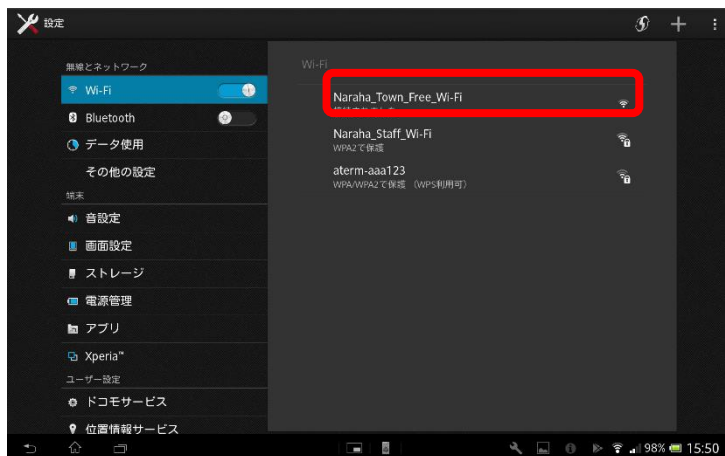 設定
無線とネットワーク
Wi-Fi
Bluetooth
データ使用
その他の設定
端末
音設定
画面設定
ストレージ
電源管理
アプリ
Xperia™
ユーザー設定
ドコモサービス
位置情報サービス
Wi-Fi
Naraha_Town_Free_Wi-Fi
Naraha_Staff_Wi-Fi
WPA2で保護
aterm-aaa123
WPA/WPA2で保護 (WPS利用可)
98% 15:50